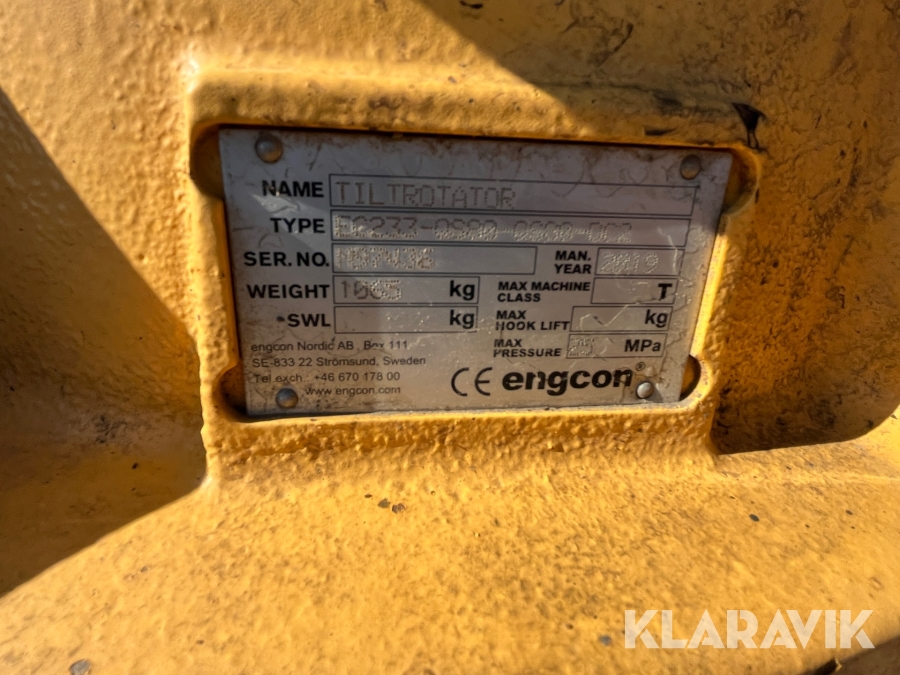 NAME TILTROTATOR
TYPE
SER. NO. MAN. YEAR 2019
WEIGHT 1065 kg MAX MACHINE CLASS T
SWL kg MAX HOOK LIFT kg
MAX PRESSURE MPa
engcon Nordic AB , Box 111
SE-833 22 Strömsund, Sweden
Tel.exch : +46 670 178 00
www.engcon.com
CE engcon®
KLARAVIK